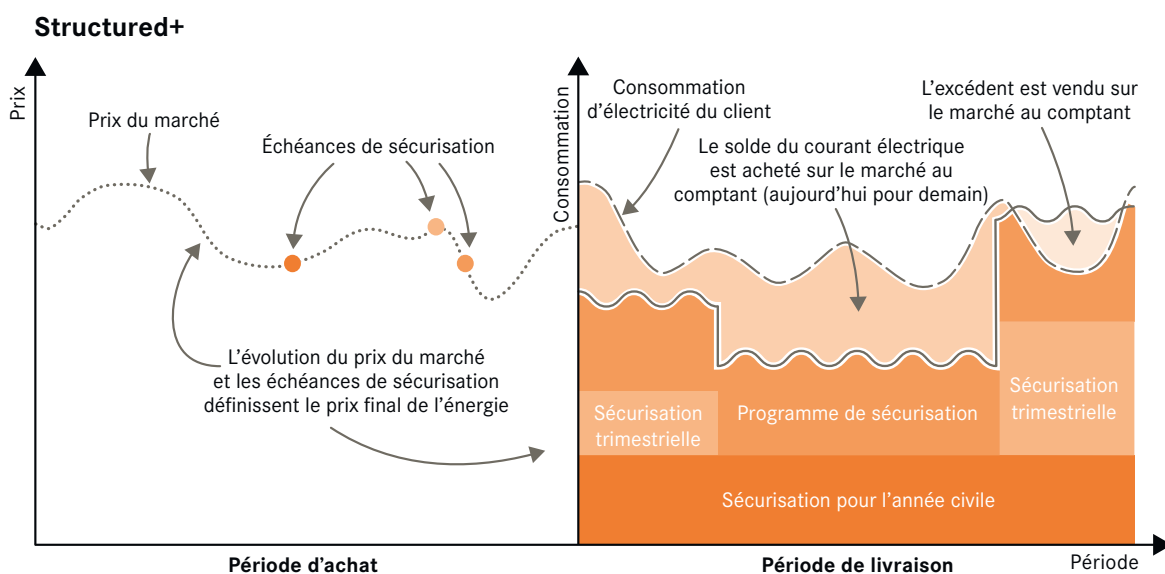 Structured+
Prix
Prix du marché
Échéances de sécurisation
L'évolution du prix du marché
et les échéances de sécurisation
définissent le prix final de l'énergie
Période d'achat
Consommation
Consommation
d'électricité du client
L'excédent est vendu sur
le marché au comptant
Le solde du courant électrique
est acheté sur le marché au
comptant (aujourd'hui pour demain)
Sécurisation
trimestrielle
Programme de sécurisation
Sécurisation
trimestrielle
Sécurisation pour l'année civile
Période de livraison
Période